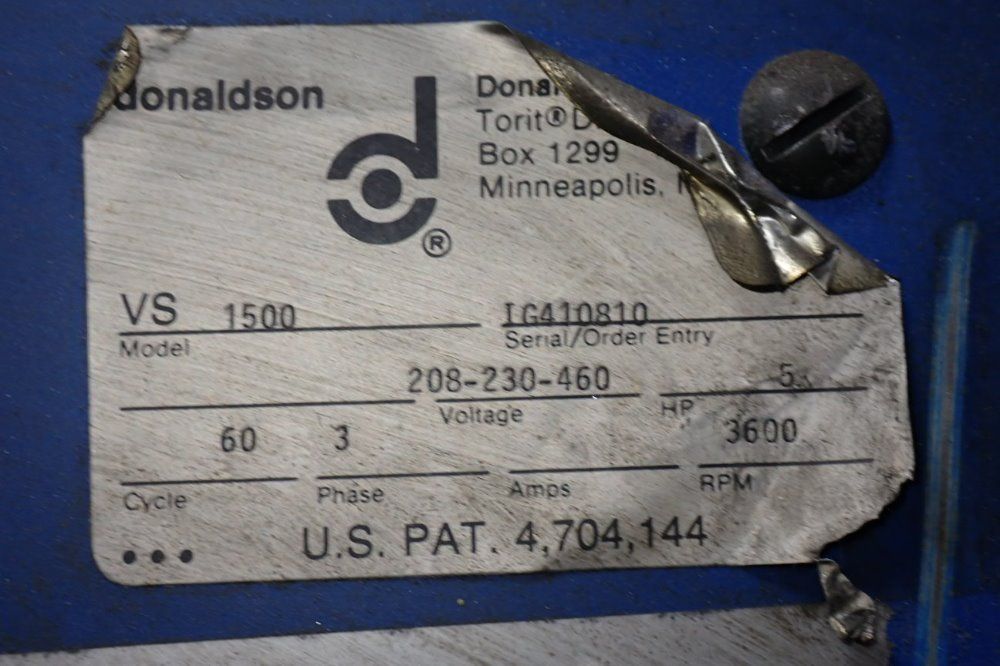 donaldson
Torit®
Box 1299
Minneapolis,
®
VS 1500
Model
IG410810
Serial/Order Entry
208-230-460
Voltage
5
HP
60
Cycle
3
Phase
Amps
3600
RPM
U.S. PAT. 4,704,144